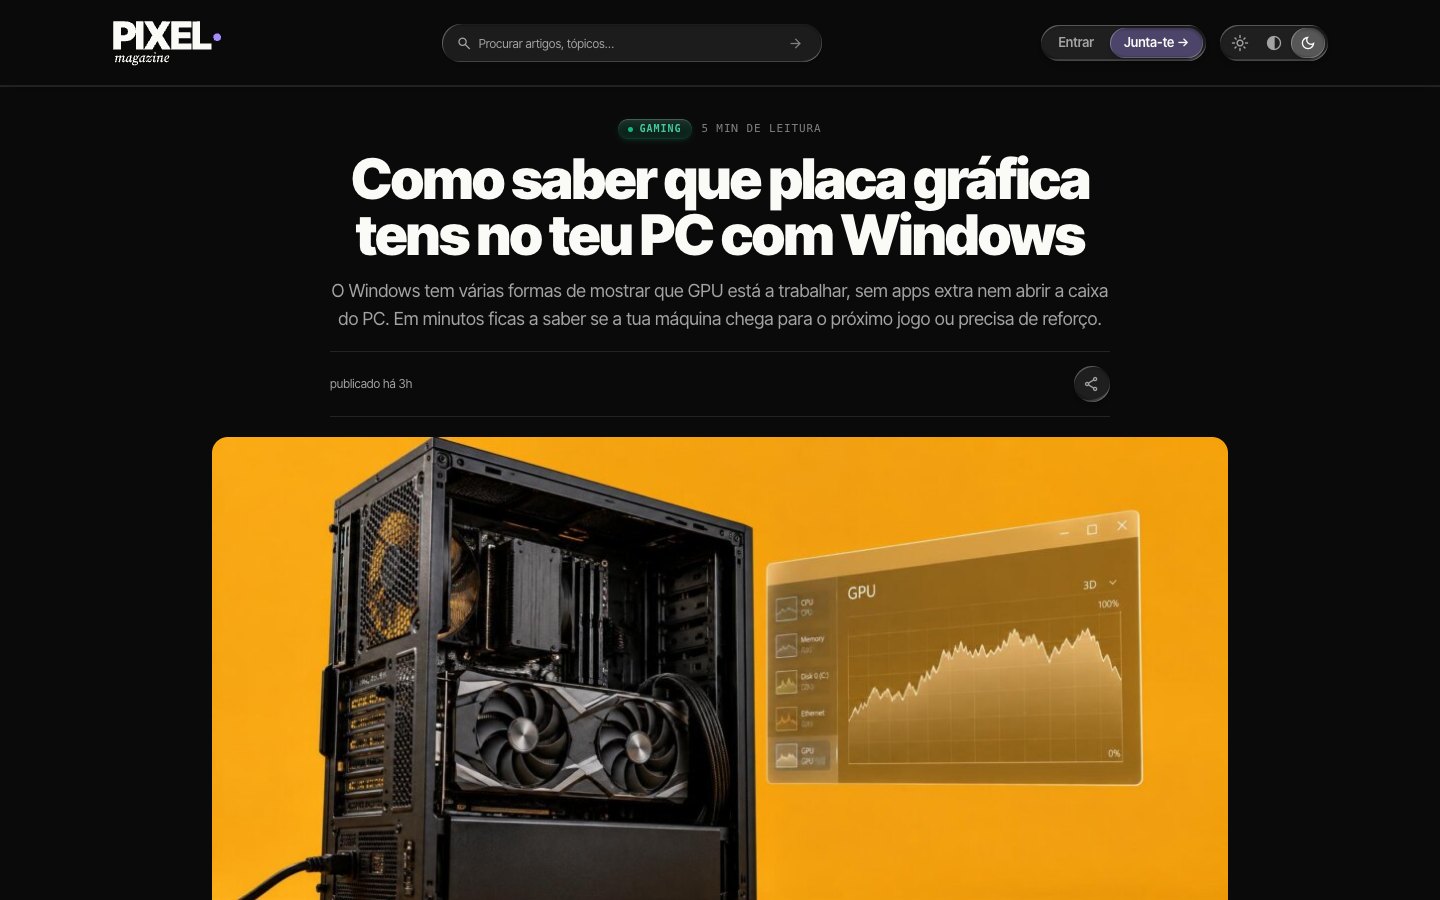 PIXEL
magazine
Procurar artigos, tópicos...
Entrar
Junta-te →
GAMING
5 MIN DE LEITURA
Como saber que placa gráfica
tens no teu PC com Windows
O Windows tem várias formas de mostrar que GPU está a trabalhar, sem apps extra nem abrir a caixa
do PC. Em minutos ficas a saber se a tua máquina chega para o próximo jogo ou precisa de reforço.
publicado há 3h
GPU
3D
100%
CPU
Memory
Disk 0 (C:)
Ethernet
GPU
0%